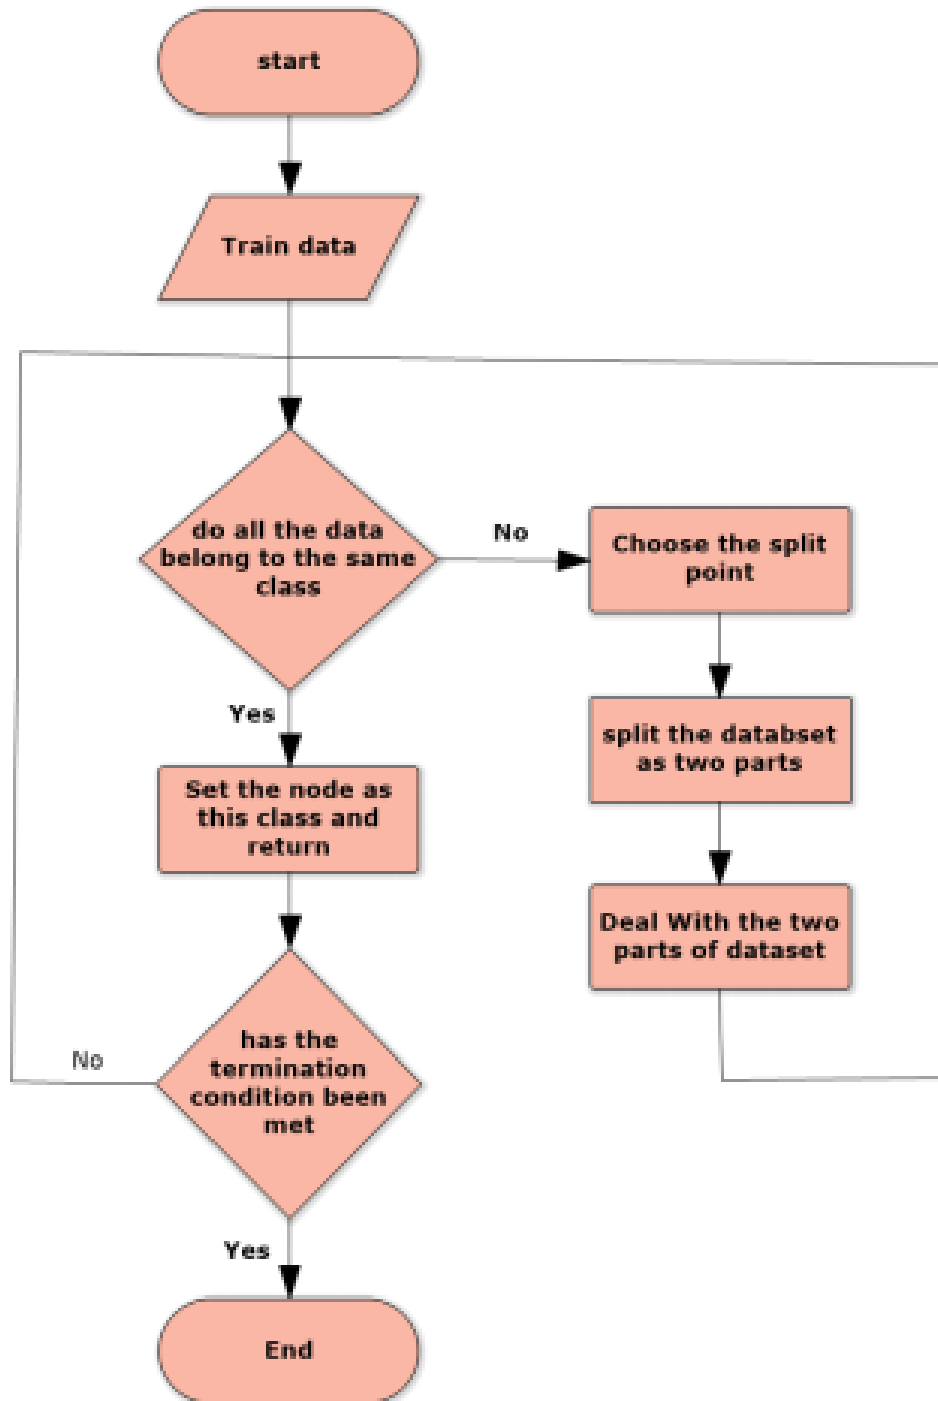 start
Train data
do all the data
belong to the same
class
No
Choose the split
point
Yes
split the databset
as two parts
Set the node as
this class and
return
Deal With the two
parts of dataset
has the
termination
condition been
met
No
Yes
End